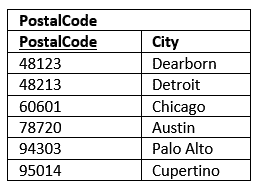 PostalCode
PostalCode City
48123 Dearborn
48213 Detroit
60601 Chicago
78720 Austin
94303 Palo Alto
95014 Cupertino